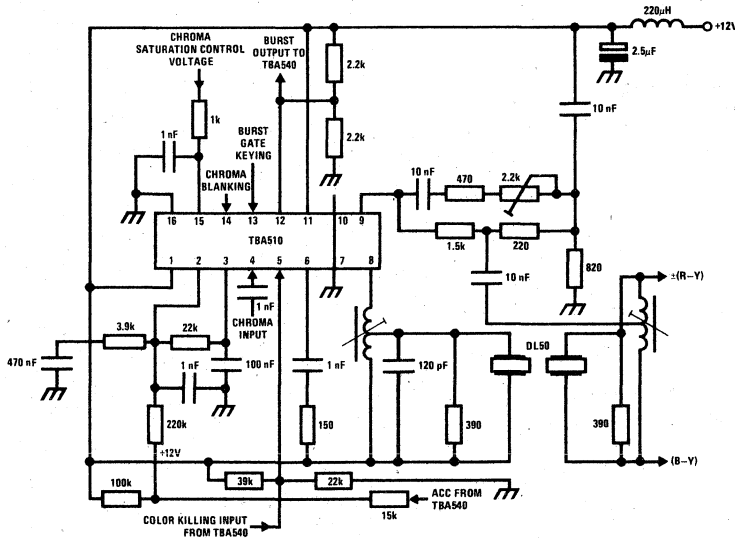 220μH
+12V
2.5μF
CHROMA
SATURATION CONTROL
VOLTAGE
BURST
OUTPUT TO
TBA540
2.2k
10 nF
1k
1 nF
BURST
GATE
KEYING
2.2k
CHROMA
BLANKING
10 nF
470
2.2k
16
15
14
13
12
11
10
9
TBA510
1
2
3
4
5
6
7
8
1.5k
220
10 nF
820
±(R−Y)
1 nF
CHROMA
INPUT
3.9k
22k
470 nF
100 nF
1 nF
1 nF
120 pF
DL50
220k
150
390
390
+12V
(B−Y)
100k
39k
22k
15k
ACC FROM
TBA540
COLOR KILLING INPUT
FROM TBA540